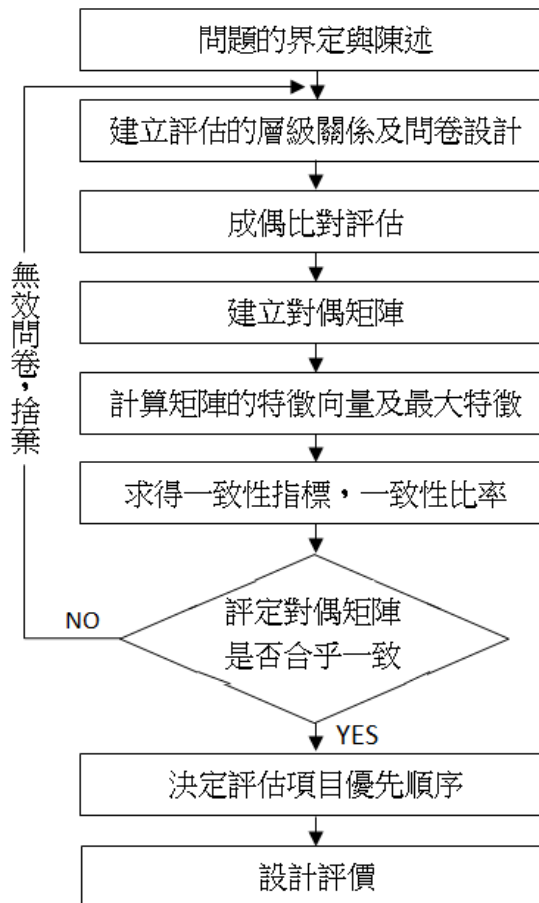 問題的界定與陳述
建立評估的層級關係及問卷設計
成偶比對評估
建立對偶矩陣
計算矩陣的特徵向量及最大特徵
求得一致性指標，一致性比率
評定對偶矩陣
是否合乎一致
NO
無效問卷，捨棄
YES
決定評估項目優先順序
設計評價